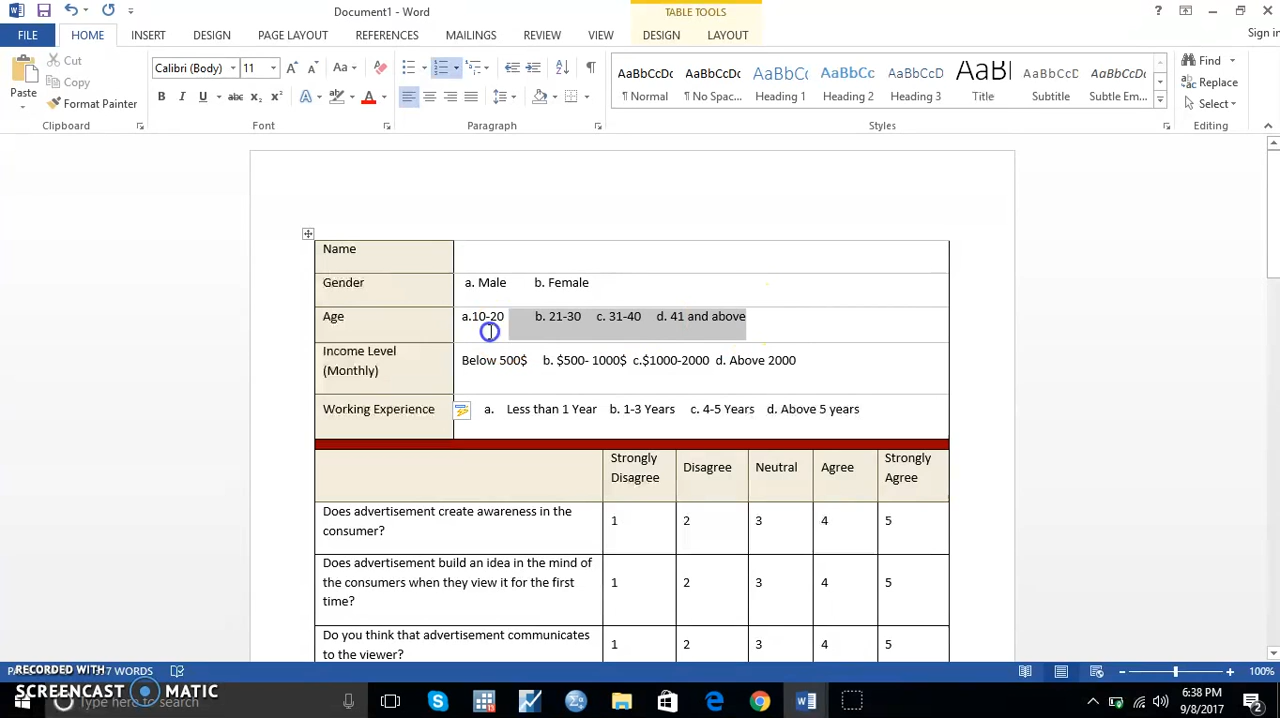 Document1 - Word
TABLE TOOLS
?
FILE HOME INSERT DESIGN PAGE LAYOUT REFERENCES MAILINGS REVIEW VIEW DESIGN LAYOUT Sign in
Paste
Cut
Copy
Format Painter
Calibri (Body) 11
AaBbCcDc AaBbCcDc AaBbCc AaBbCc AaBbCcD AaBl AaBbCcD AaBbCcDc
¶ Normal ¶ No Spac... Heading 1 Heading 2 Heading 3 Title Subtitle Subtle Em...
Find
Replace
Select
Clipboard Font Paragraph Styles Editing
Name
Gender a. Male b. Female
Age a.10-20 b. 21-30 c. 31-40 d. 41 and above
Income Level
(Monthly) Below 500$ b. $500- 1000$ c.$1000-2000 d. Above 2000
Working Experience a. Less than 1 Year b. 1-3 Years c. 4-5 Years d. Above 5 years
Strongly
Disagree Disagree Neutral Agree Strongly
Agree
Does advertisement create awareness in the
consumer? 1 2 3 4 5
Does advertisement build an idea in the mind of
the consumers when they view it for the first
time? 1 2 3 4 5
Do you think that advertisement communicates
to the viewer? 1 2 3 4 5
RECORDED WITH
WORDS
100%
SCREENCAST MATIC
Type here to search
6:38 PM
9/8/2017
2